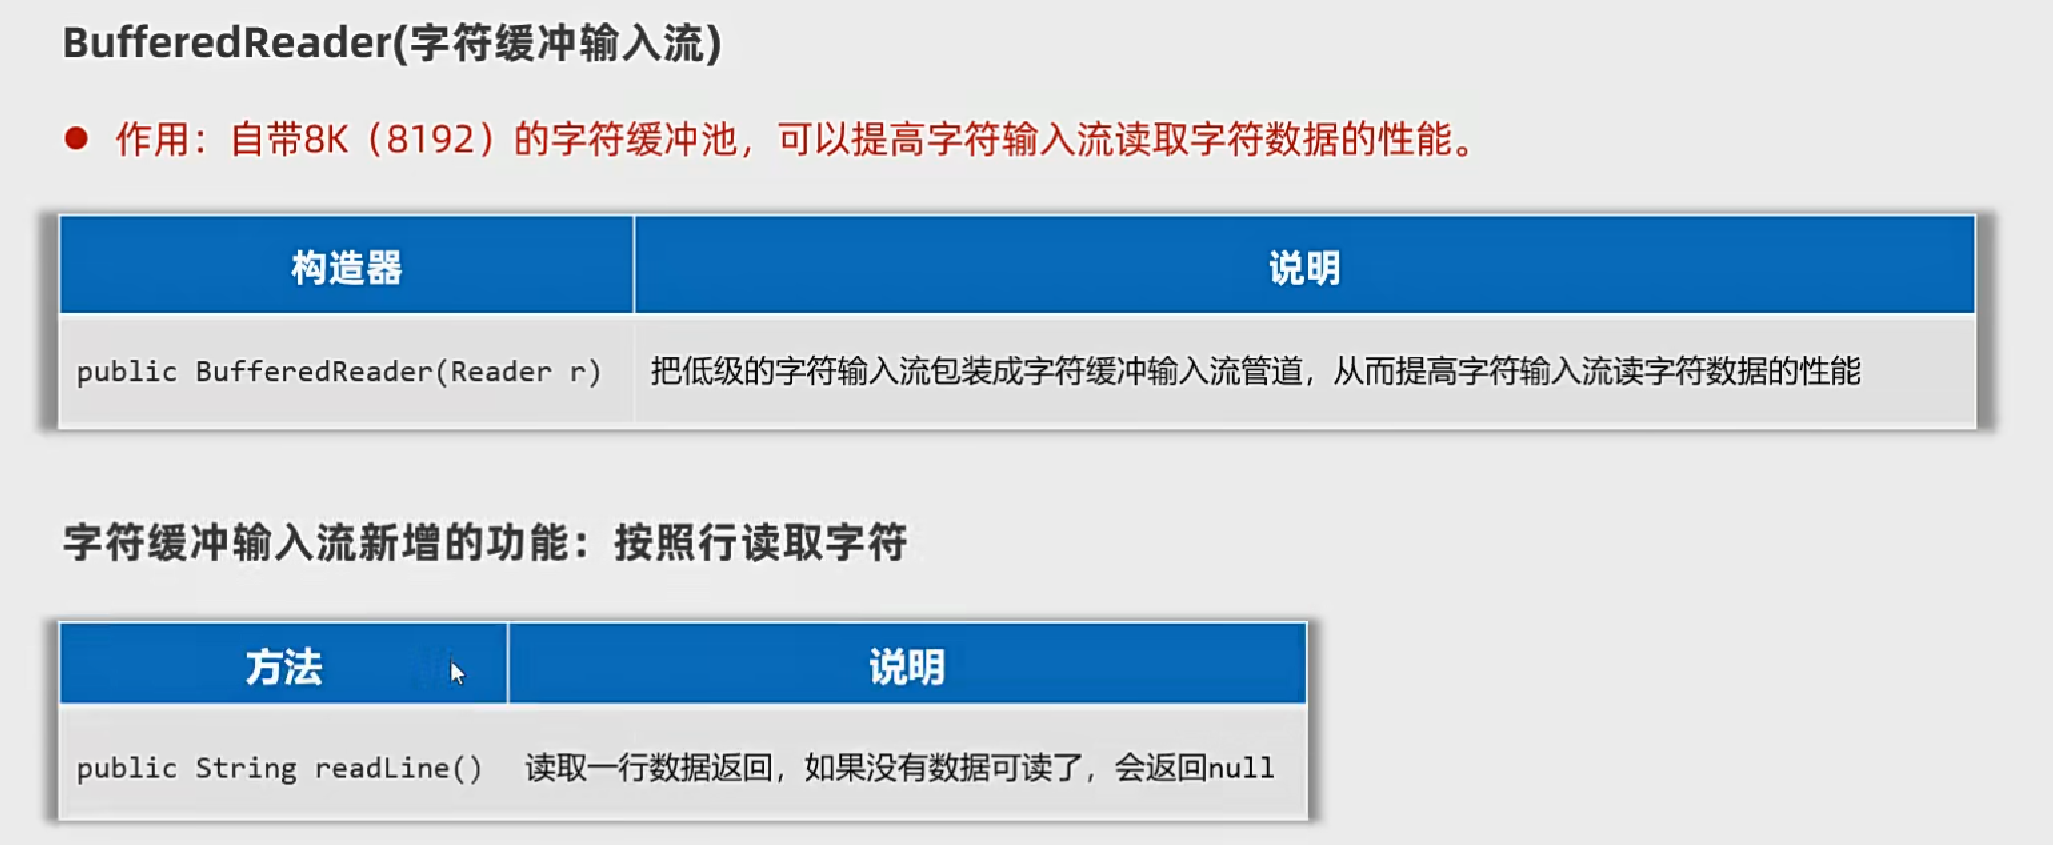 BufferedReader(字符缓冲输入流)
● 作用：自带8K（8192）的字符缓冲池，可以提高字符输入流读取字符数据的性能。
构造器 说明
public BufferedReader(Reader r) 把低级的字符输入流包装成字符缓冲输入流管道，从而提高字符输入流读字符数据的性能
字符缓冲输入流新增的功能：按照行读取字符
方法 说明
public String readLine() 读取一行数据返回，如果没有数据可读了，会返回null